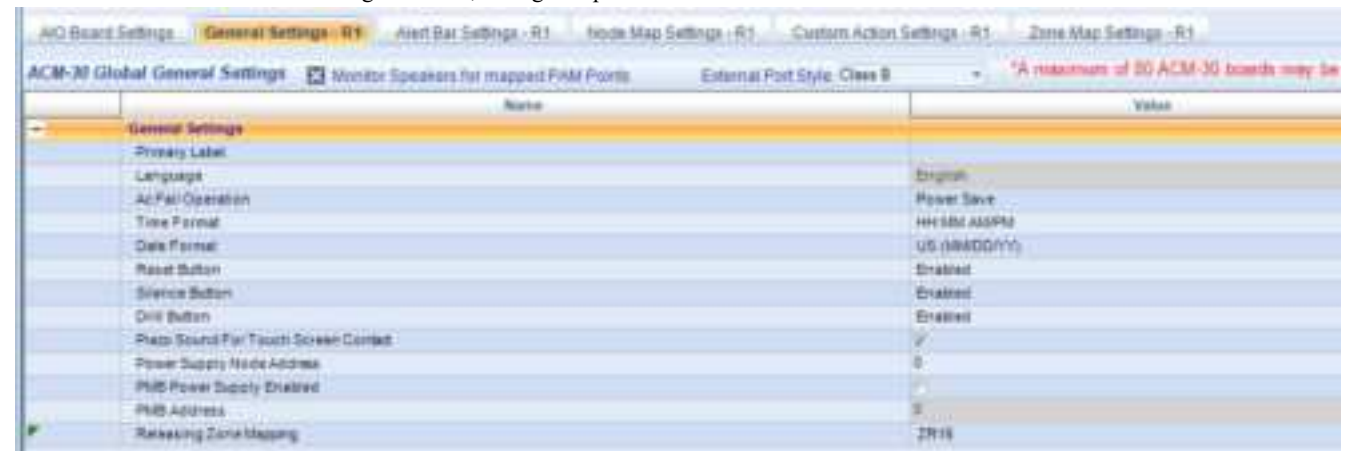 AIO Board Settings General Settings - R1 Alert Bar Settings - R1 Node Map Settings - R1 Custom Action Settings - R1 Zone Map Settings - R1
ACM-30 Global General Settings Monitor Speakers for mapped PAM Points External Port Style: Class B *A maximum of 80 ACM-30 boards may be
Name Value
General Settings
Primary Label
Language English
Ac Fail Operation Power Save
Time Format HH:MM AM/PM
Date Format US (MM/DD/YY)
Reset Button Enabled
Silence Button Enabled
Drill Button Enabled
Piezo Sound For Touch Screen Contact
Power Supply Node Address 0
PMB Power Supply Enabled
PMB Address
Releasing Zone Mapping